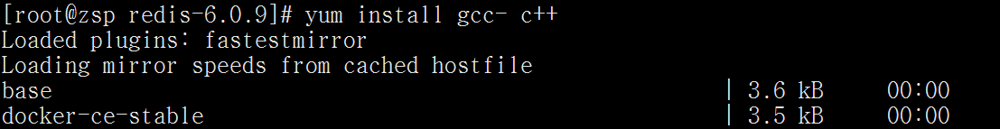 [root@zsp redis-6.0.9]# yum install gcc- c++
Loaded plugins: fastestmirror
Loading mirror speeds from cached hostfile
base | 3.6 kB 00:00
docker-ce-stable | 3.5 kB 00:00